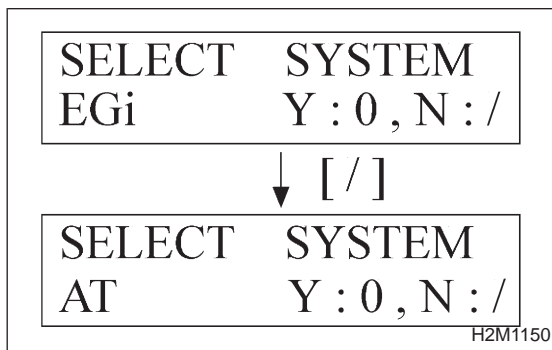 SELECT SYSTEM
EGi Y : 0 , N : /
[ / ]
SELECT SYSTEM
AT Y : 0 , N : /
H2M1150